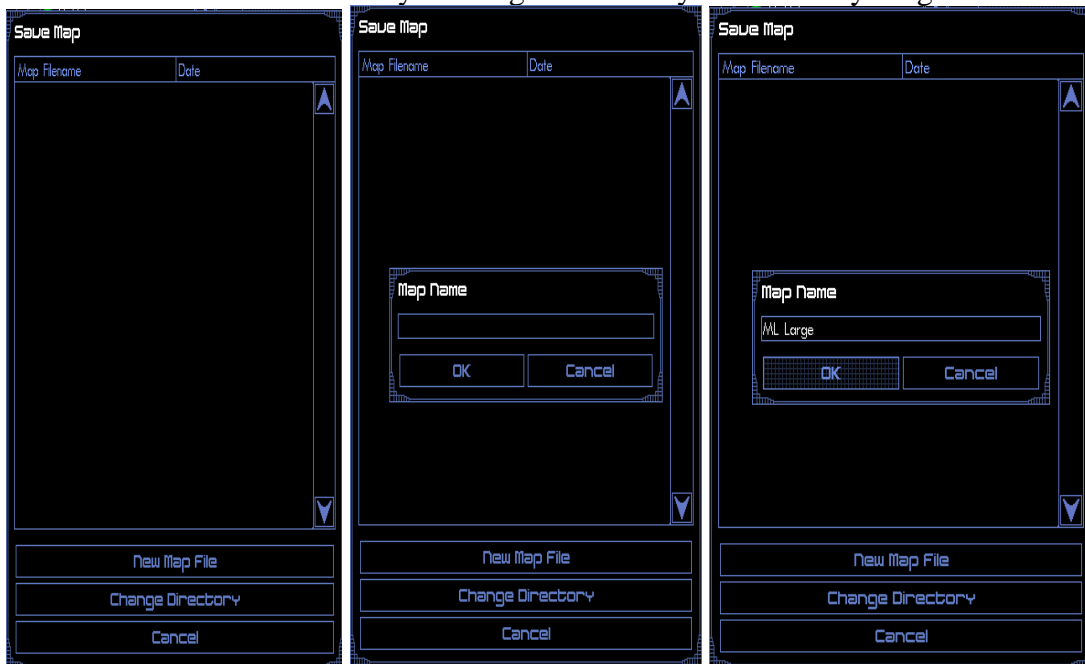 Save Map
Map Filename Date
New Map File
Change Directory
Cancel
Save Map
Map Filename Date
Map Name
OK Cancel
New Map File
Change Directory
Cancel
Save Map
Map Filename Date
Map Name
ML Large
OK Cancel
New Map File
Change Directory
Cancel